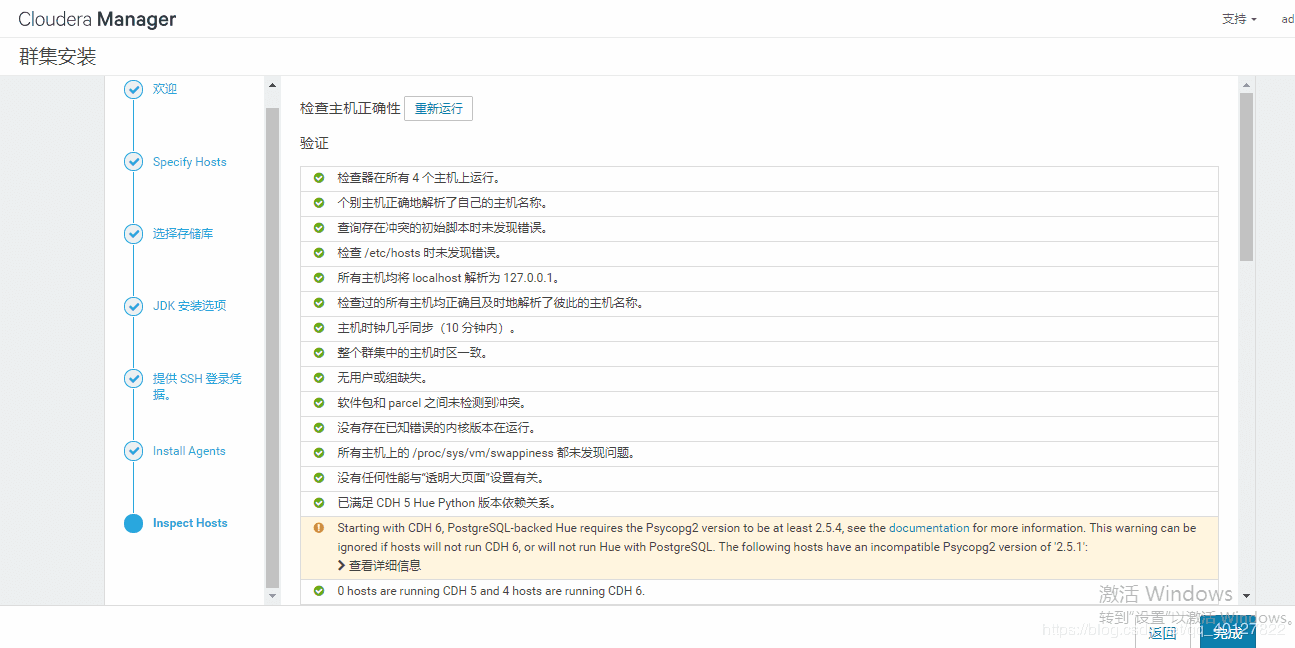 Cloudera Manager
支持
ad
群集安装
欢迎
Specify Hosts
选择存储库
JDK 安装选项
提供 SSH 登录凭
据。
Install Agents
Inspect Hosts
检查主机正确性 重新运行
验证
检查器在所有 4 个主机上运行。
个别主机正确地解析了自己的主机名称。
查询存在冲突的初始脚本时未发现错误。
检查 /etc/hosts 时未发现错误。
所有主机均将 localhost 解析为 127.0.0.1。
检查过的所有主机均正确且及时地解析了彼此的主机名称。
主机时钟几乎同步（10 分钟内）。
整个群集中的主机时区一致。
无用户或组缺失。
软件包和 parcel 之间未检测到冲突。
没有存在已知错误的内核版本在运行。
所有主机上的 /proc/sys/vm/swappiness 都未发现问题。
没有任何性能与“透明大页面”设置有关。
已满足 CDH 5 Hue Python 版本依赖关系。
Starting with CDH 6, PostgreSQL-backed Hue requires the Psycopg2 version to be at least 2.5.4, see the documentation for more information. This warning can be
ignored if hosts will not run CDH 6, or will not run Hue with PostgreSQL. The following hosts have an incompatible Psycopg2 version of '2.5.1':
查看详细信息
0 hosts are running CDH 5 and 4 hosts are running CDH 6.
激活 Windows
转到“设置”以激活 Windows。
返回
完成